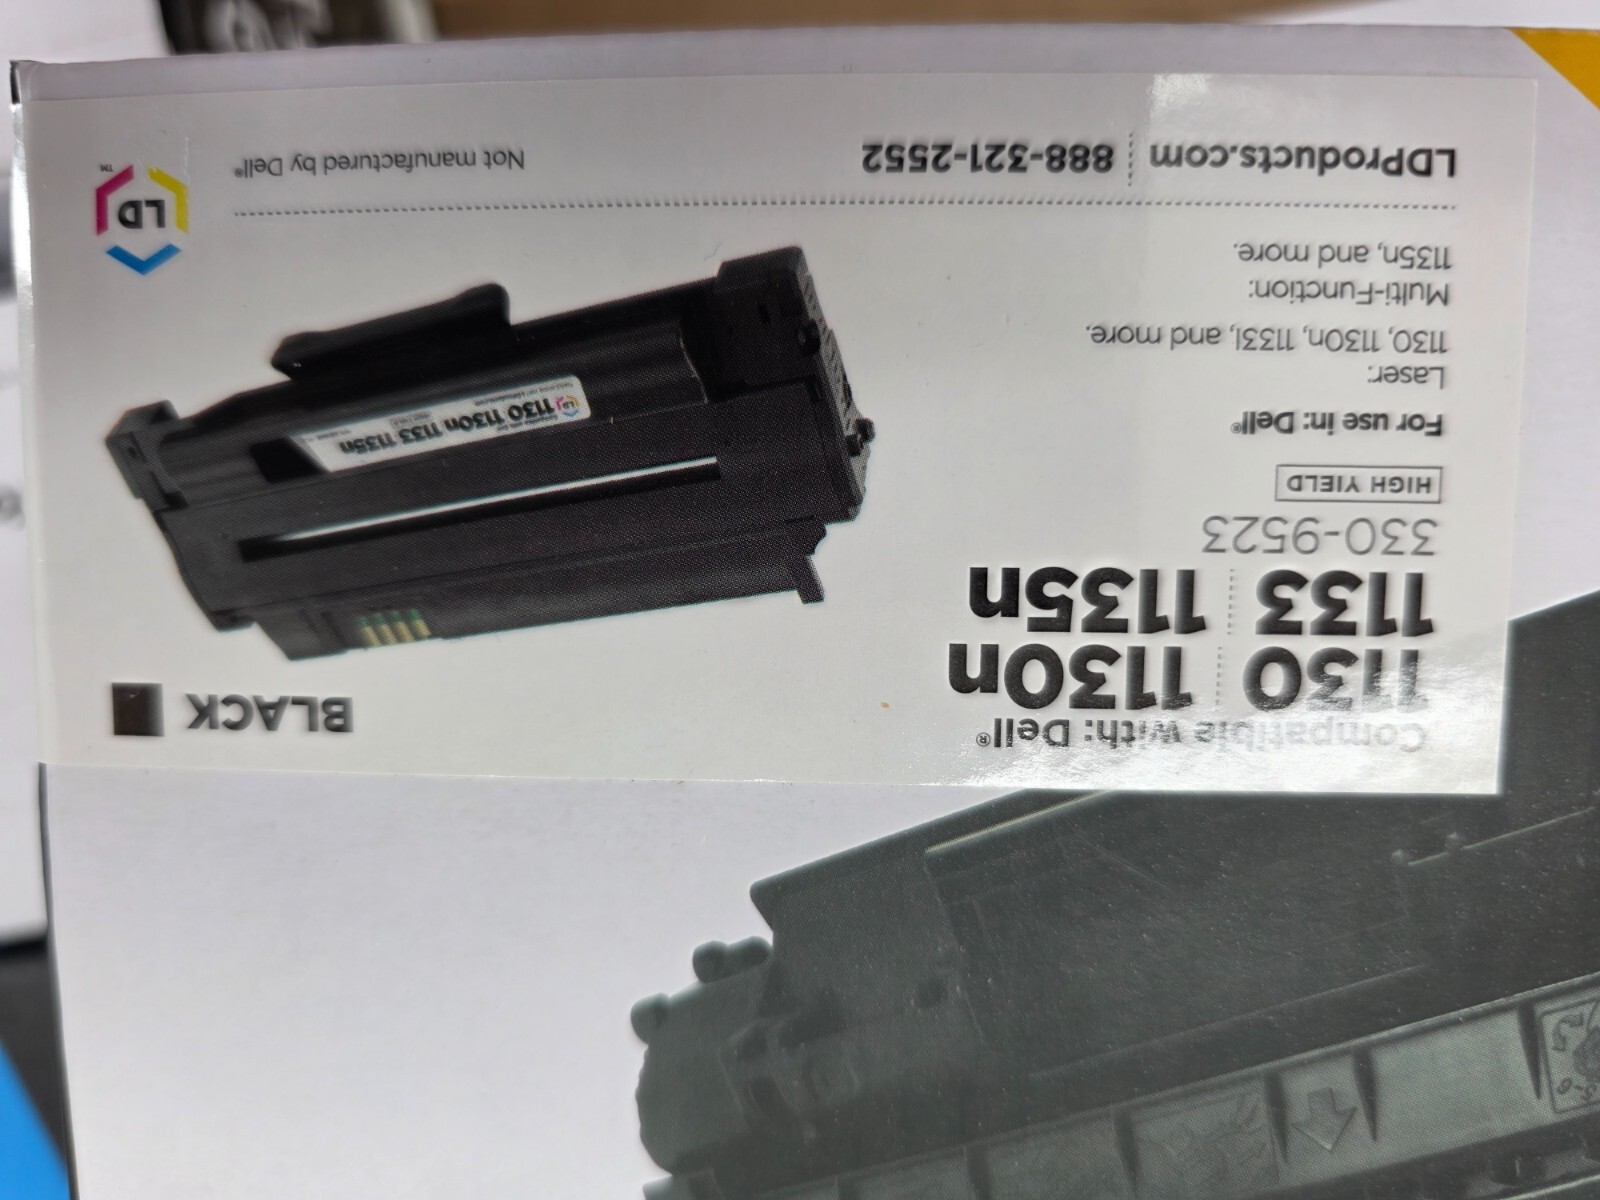 Compatible with: Dell®
1130 1130n
1133 1135n
330-9523
HIGH YIELD
For use in: Dell®
Laser:
1130, 1130n, 1133l, and more.
Multi-Function:
1135n, and more.
LDProducts.com 888-321-2552
Not manufactured by Dell®
BLACK
1130 1130n 1133 1135n
LD
LD™